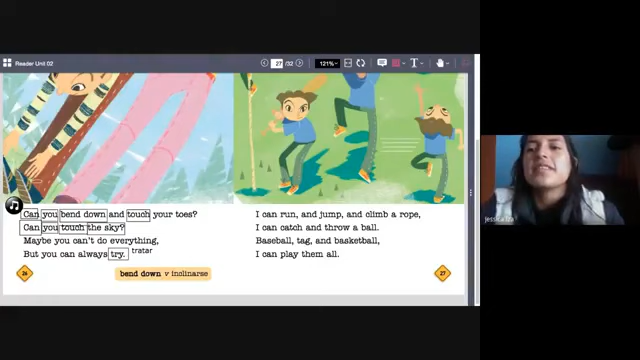 Reader Unit 02
27 /32
121%
T
Can you bend down and touch your toes?
Can you touch the sky?
Maybe you can't do everything,
But you can always try. tratar
I can run, and jump, and climb a rope,
I can catch and throw a ball.
Baseball, tag, and basketball,
I can play them all.
26
bend down v inclinarse
27